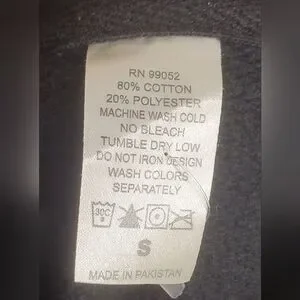 RN 99052
80% COTTON
20% POLYESTER
MACHINE WASH COLD
NO BLEACH
TUMBLE DRY LOW
DO NOT IRON DESIGN
WASH COLORS
SEPARATELY
30C
S
MADE IN PAKISTAN